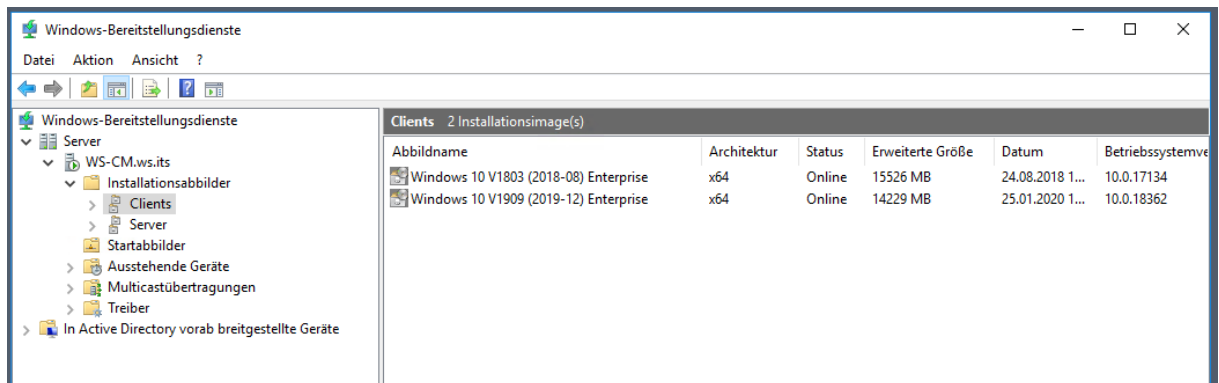 Windows-Bereitstellungsdienste
Datei Aktion Ansicht ?
Windows-Bereitstellungsdienste
Server
WS-CM.ws.its
Installationsabbilder
Clients
Server
Startabbilder
Ausstehende Geräte
Multicastübertragungen
Treiber
In Active Directory vorab breitgestellte Geräte
Clients 2 Installationsimage(s)
Abbildname Architektur Status Erweiterte Größe Datum Betriebssystemve
Windows 10 V1803 (2018-08) Enterprise x64 Online 15526 MB 24.08.2018 1... 10.0.17134
Windows 10 V1909 (2019-12) Enterprise x64 Online 14229 MB 25.01.2020 1... 10.0.18362